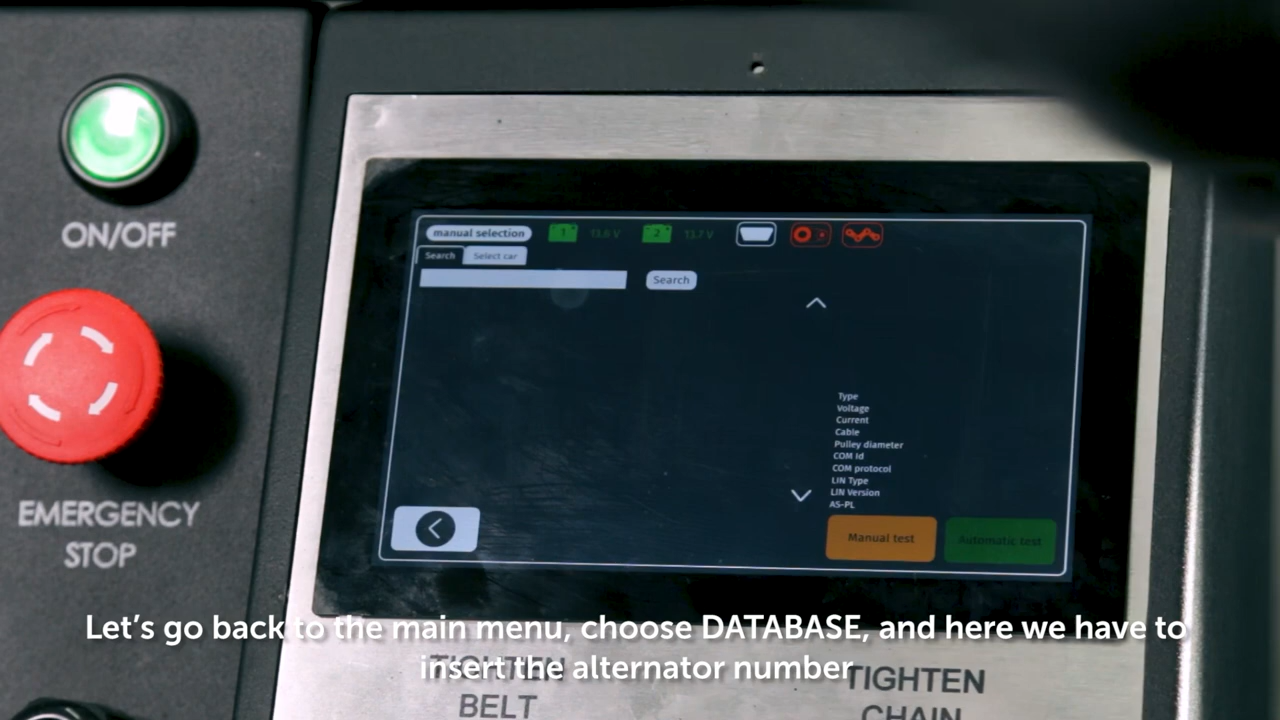 ON/OFF
EMERGENCY
STOP
manual selection 1 13.6 V 2 13.7 V
Search Select car
Search
Type
Voltage
Current
Cable
Pulley diameter
COM Id
COM protocol
LIN Type
LIN Version
AS-PL
Manual test Automatic test
Let's go back to the main menu, choose DATABASE, and here we have to
insert the alternator number
TIGHTEN
BELT
TIGHTEN
CHAIN